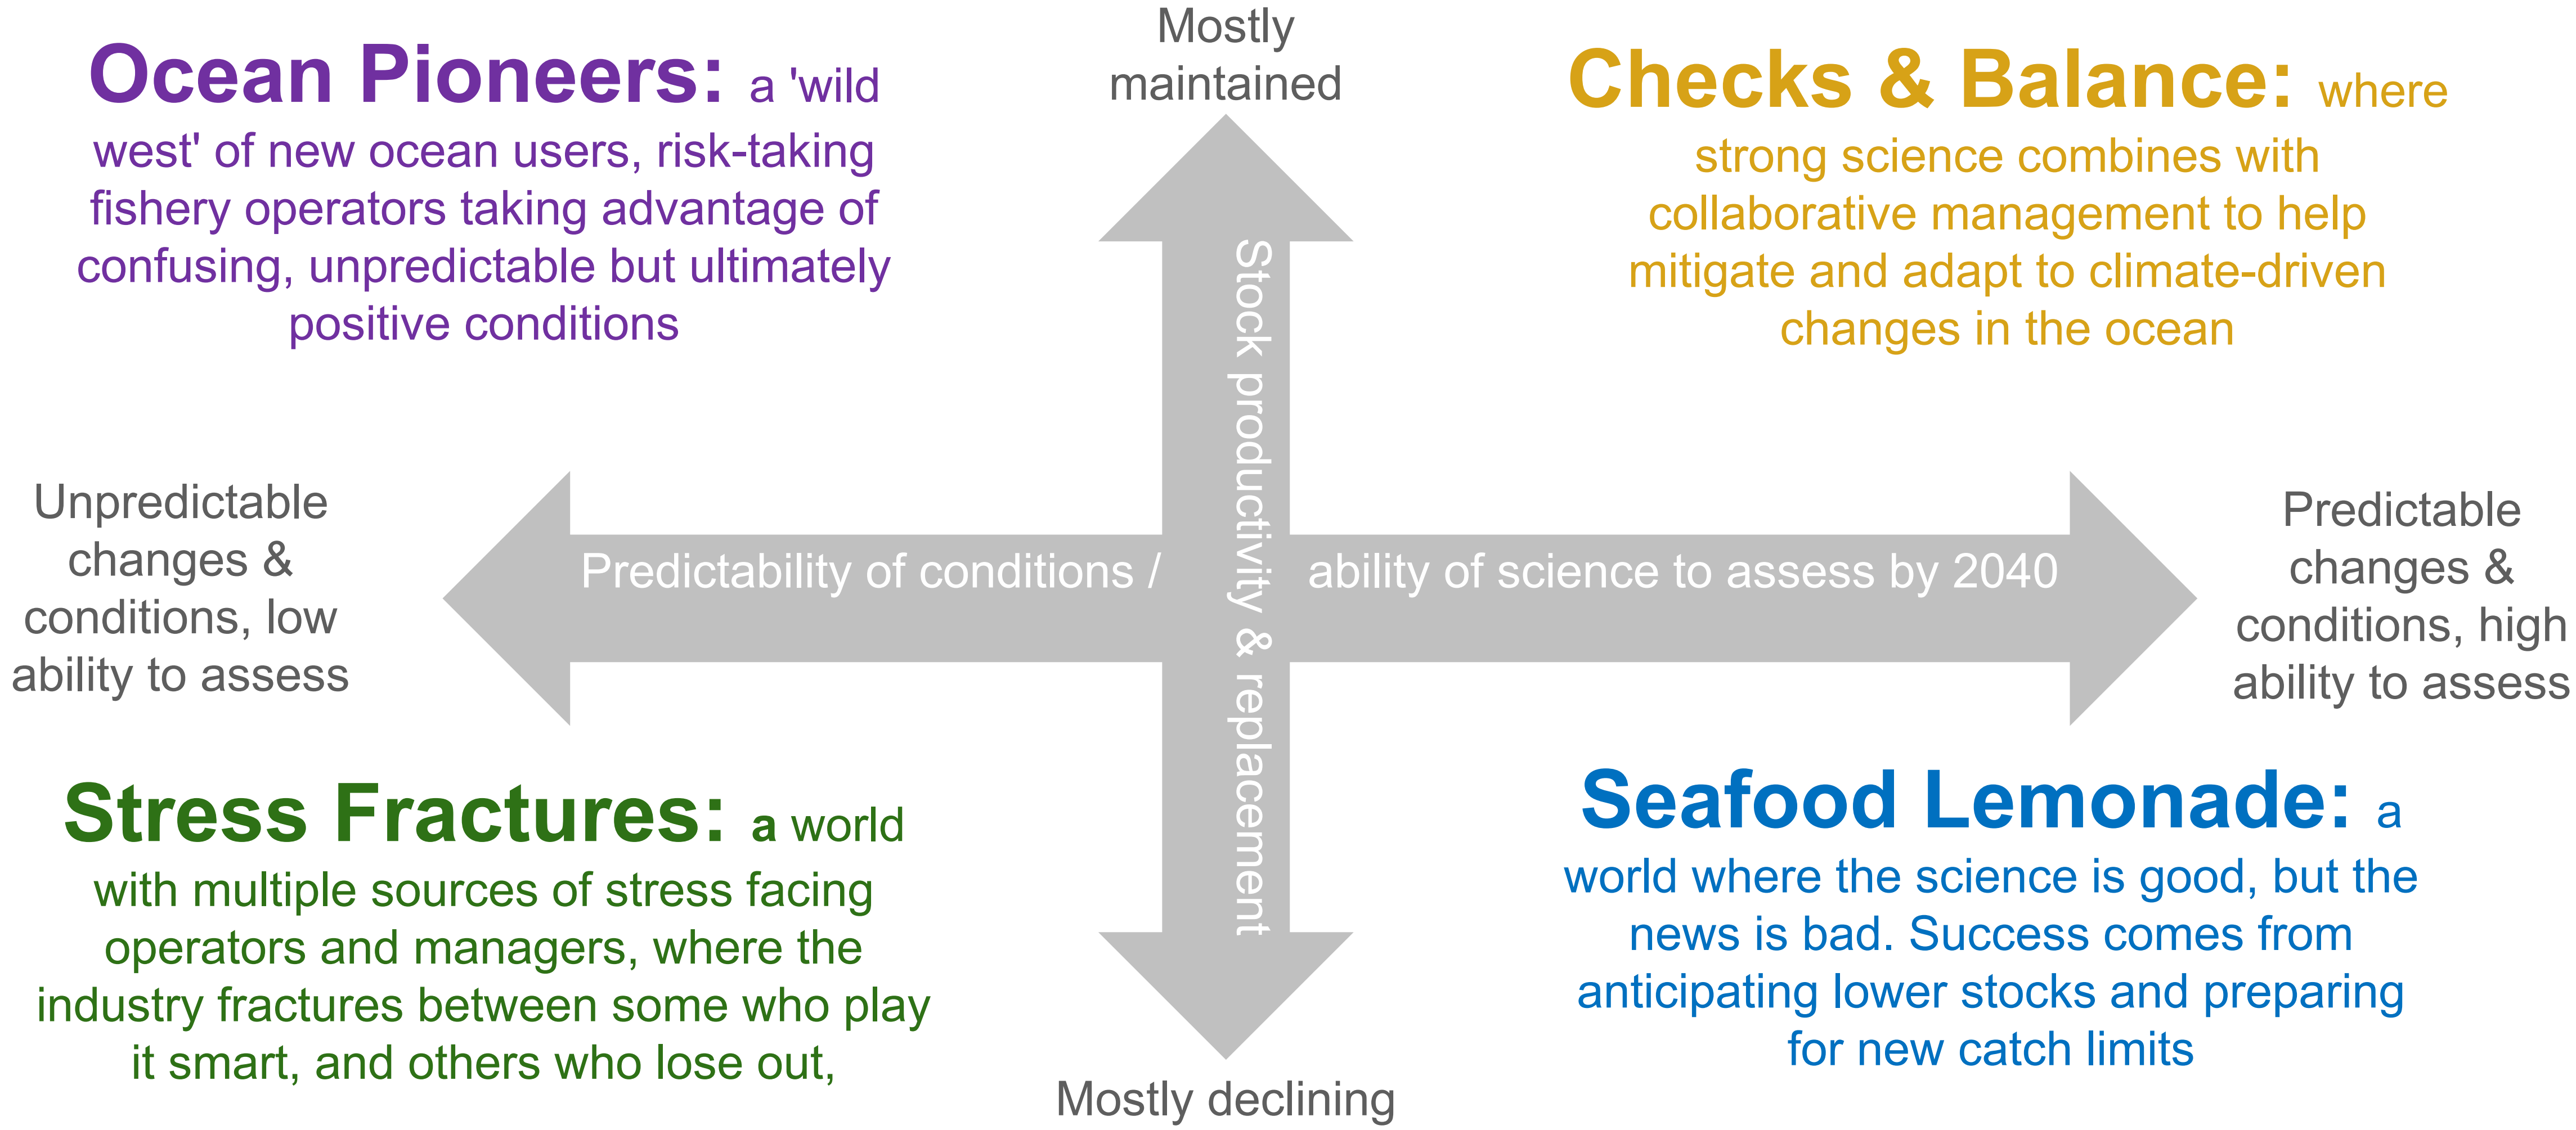 Mostly
maintained
Ocean Pioneers: a 'wild
west' of new ocean users, risk-taking
fishery operators taking advantage of
confusing, unpredictable but ultimately
positive conditions
Checks & Balance: where
strong science combines with
collaborative management to help
mitigate and adapt to climate-driven
changes in the ocean
Stock productivity & replacement
Unpredictable
changes &
conditions, low
ability to assess
Predictability of conditions / ability of science to assess by 2040
Predictable
changes &
conditions, high
ability to assess
Stress Fractures: a world
with multiple sources of stress facing
operators and managers, where the
industry fractures between some who play
it smart, and others who lose out,
Seafood Lemonade: a
world where the science is good, but the
news is bad. Success comes from
anticipating lower stocks and preparing
for new catch limits
Mostly declining